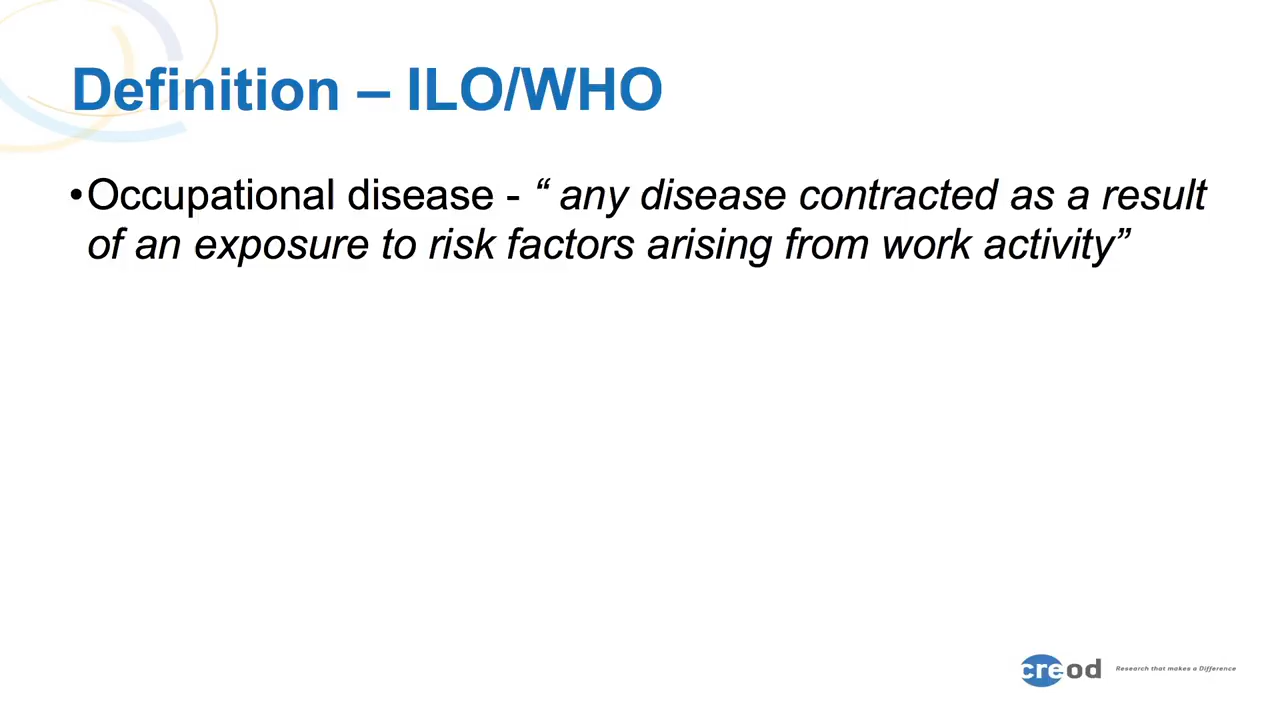 Definition – ILO/WHO
•Occupational disease - “ any disease contracted as a result
of an exposure to risk factors arising from work activity”
creod Research that makes a Difference